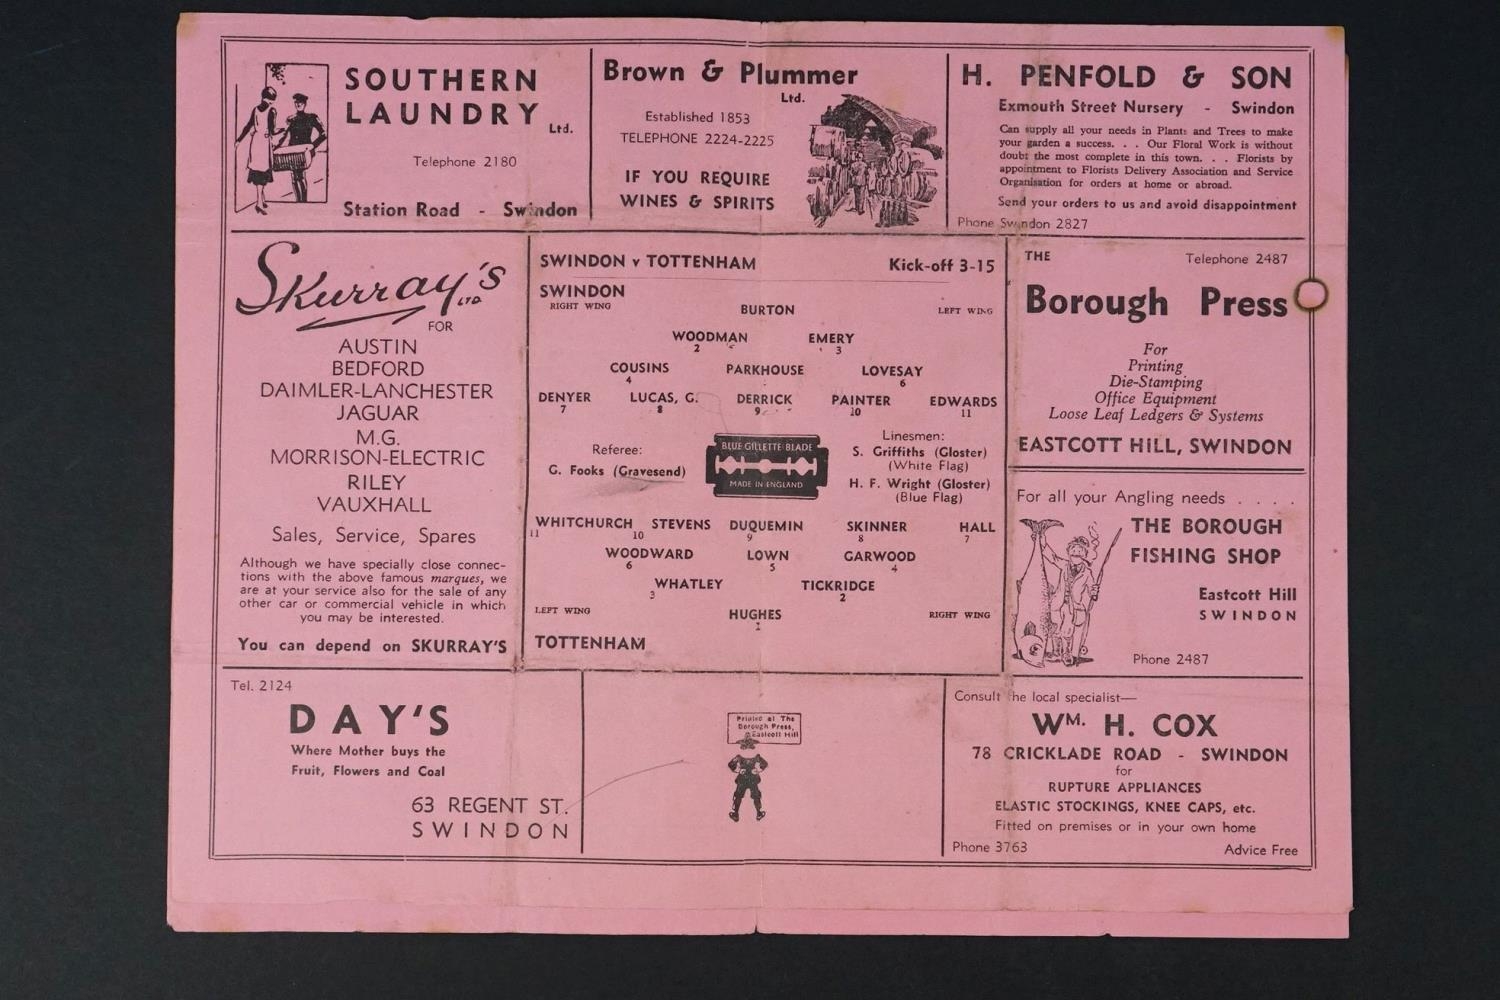 SOUTHERN
LAUNDRY
Ltd.
Telephone 2180
Station Road - Swindon
Brown & Plummer
Ltd.
Established 1853
TELEPHONE 2224-2225
IF YOU REQUIRE
WINES & SPIRITS
H. PENFOLD & SON
Exmouth Street Nursery - Swindon
Can supply all your needs in Plants and Trees to make
your garden a success. . . Our Floral Work is without
doubt the most complete in this town. . . Florists by
appointment to Florists Delivery Association and Service
Organisation for orders at home or abroad.
Send your orders to us and avoid disappointment
Phone Swindon 2827
Skurray's
LTD
FOR
AUSTIN
BEDFORD
DAIMLER-LANCHESTER
JAGUAR
M.G.
MORRISON-ELECTRIC
RILEY
VAUXHALL
Sales, Service, Spares
Although we have specially close connec-
tions with the above famous marques, we
are at your service also for the sale of any
other car or commercial vehicle in which
you may be interested.
You can depend on SKURRAY'S
SWINDON v TOTTENHAM Kick-off 3-15
SWINDON
RIGHT WING BURTON LEFT WING
WOODMAN EMERY
2 3
COUSINS PARKHOUSE LOVESAY
4 6
DENYER LUCAS, G. DERRICK PAINTER EDWARDS
7 8 9 10 11
Referee:
G. Fooks (Gravesend)
BLUE GILLETTE BLADE
MADE IN ENGLAND
Linesmen:
S. Griffiths (Gloster)
(White Flag)
H. F. Wright (Gloster)
(Blue Flag)
WHITCHURCH STEVENS DUQUEMIN SKINNER HALL
11 10 9 8 7
WOODWARD LOWN GARWOOD
6 5 4
WHATLEY TICKRIDGE
3 2
LEFT WING HUGHES RIGHT WING
1
TOTTENHAM
THE Telephone 2487
Borough Press
For
Printing
Die-Stamping
Office Equipment
Loose Leaf Ledgers & Systems
EASTCOTT HILL, SWINDON
For all your Angling needs . . . .
THE BOROUGH
FISHING SHOP
Eastcott Hill
SWINDON
Phone 2487
Tel. 2124
DAY'S
Where Mother buys the
Fruit, Flowers and Coal
63 REGENT ST.
SWINDON
Printed at The
Borough Press,
Eastcott Hill
Consult the local specialist—
WM. H. COX
78 CRICKLADE ROAD - SWINDON
for
RUPTURE APPLIANCES
ELASTIC STOCKINGS, KNEE CAPS, etc.
Fitted on premises or in your own home
Phone 3763 Advice Free